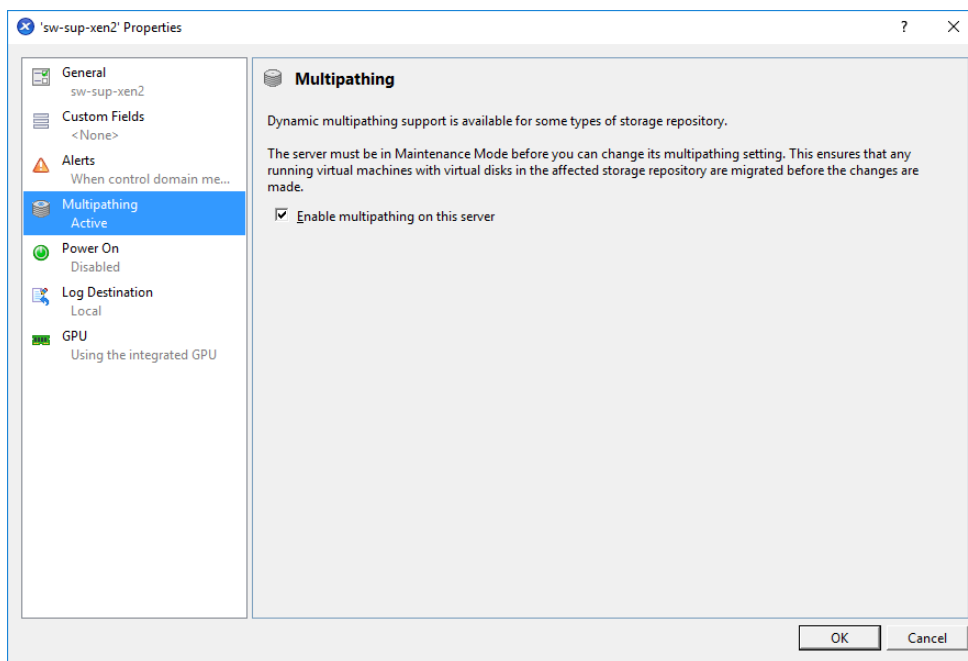 'sw-sup-xen2' Properties
?
General
sw-sup-xen2
Custom Fields
<None>
Alerts
When control domain me...
Multipathing
Active
Power On
Disabled
Log Destination
Local
GPU
Using the integrated GPU
Multipathing
Dynamic multipathing support is available for some types of storage repository.
The server must be in Maintenance Mode before you can change its multipathing setting. This ensures that any
running virtual machines with virtual disks in the affected storage repository are migrated before the changes are
made.
Enable multipathing on this server
OK
Cancel